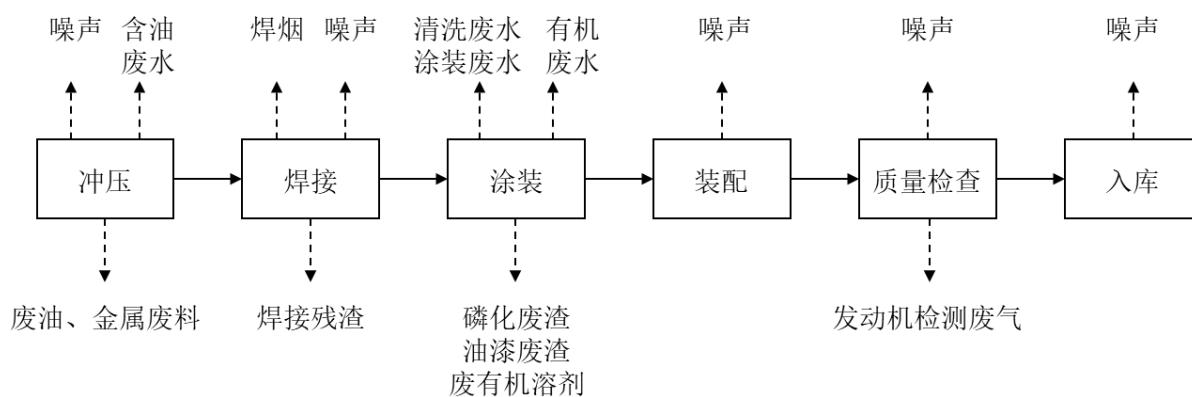 噪声
含油
废水
焊烟
噪声
清洗废水
涂装废水
有机
废水
噪声
噪声
噪声
冲压
焊接
涂装
装配
质量检查
入库
废油、金属废料
焊接残渣
磷化废渣
油漆废渣
废有机溶剂
发动机检测废气